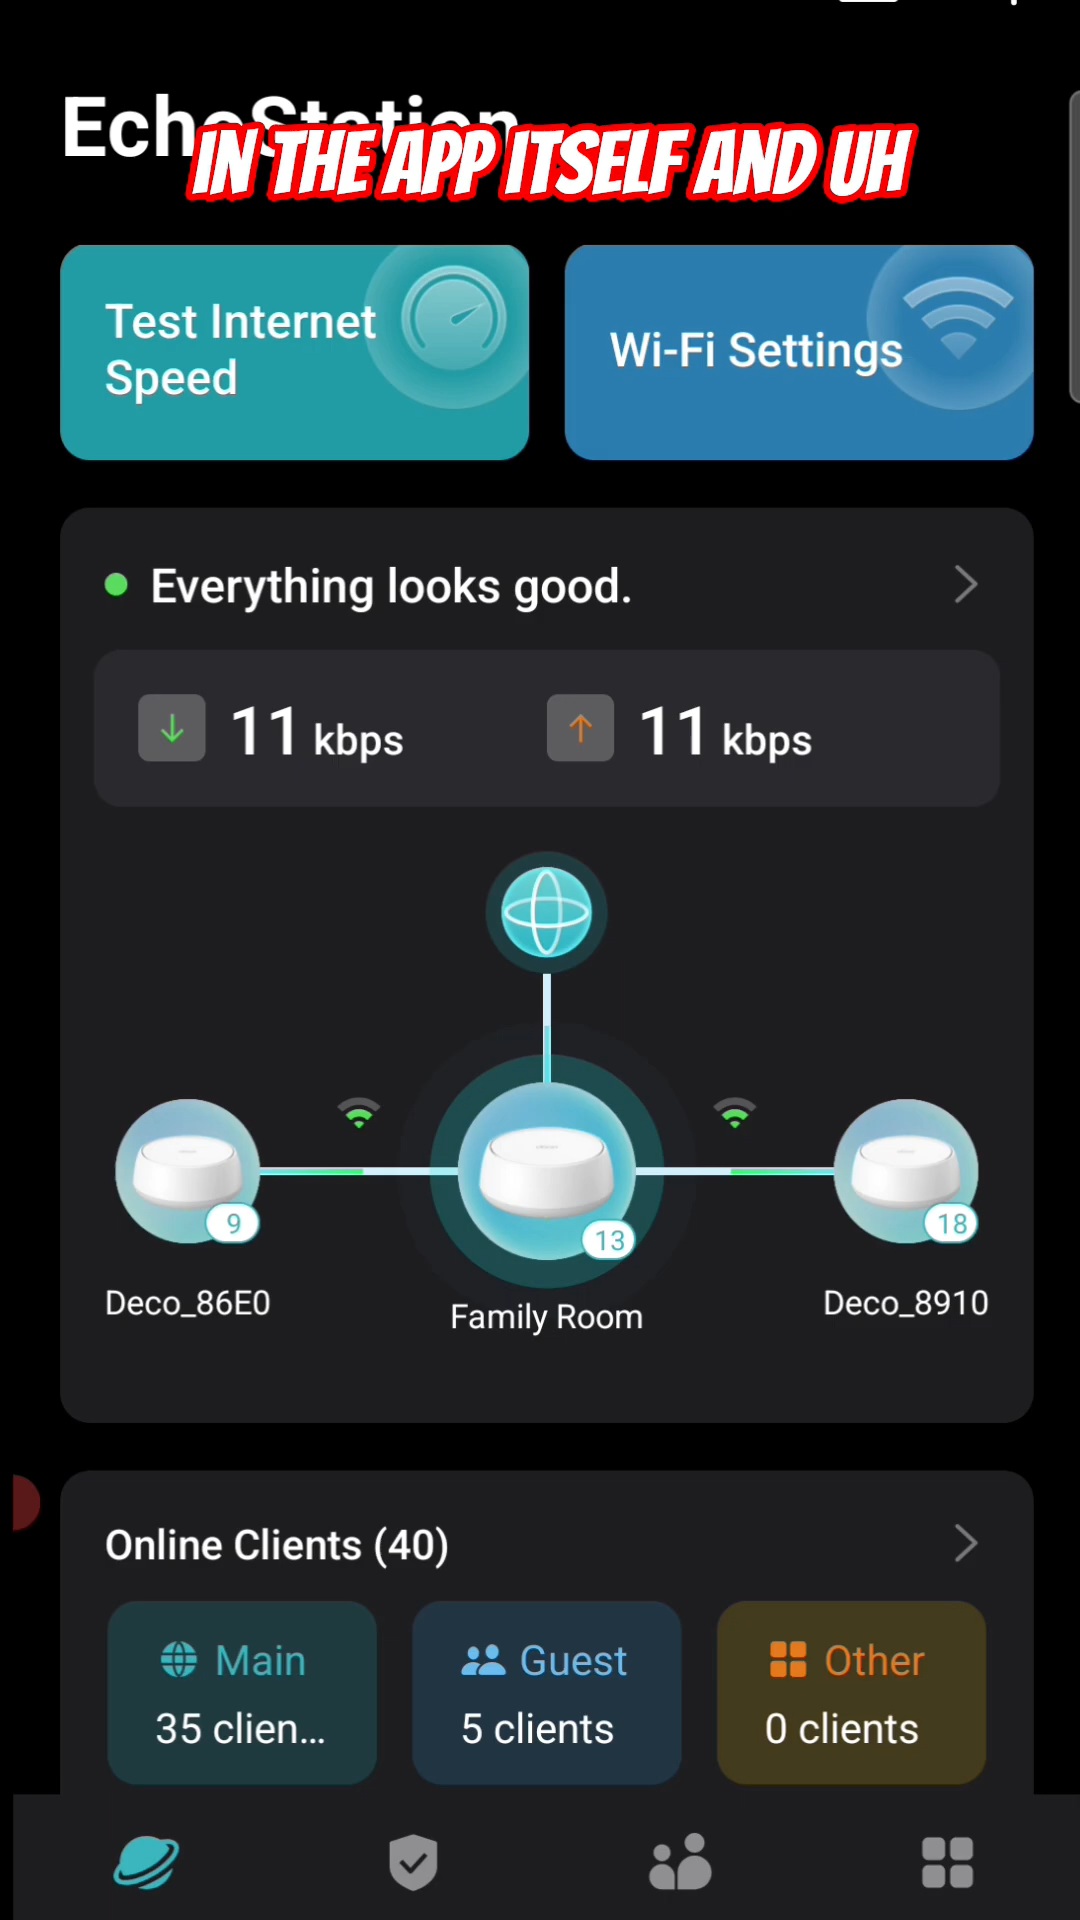 EchoStation
IN THE APP ITSELF AND UH
Test Internet
Speed
Wi-Fi Settings
Everything looks good.
11 kbps
11 kbps
9
13
18
Deco_86E0
Family Room
Deco_8910
Online Clients (40)
Main
35 clien...
Guest
5 clients
Other
0 clients